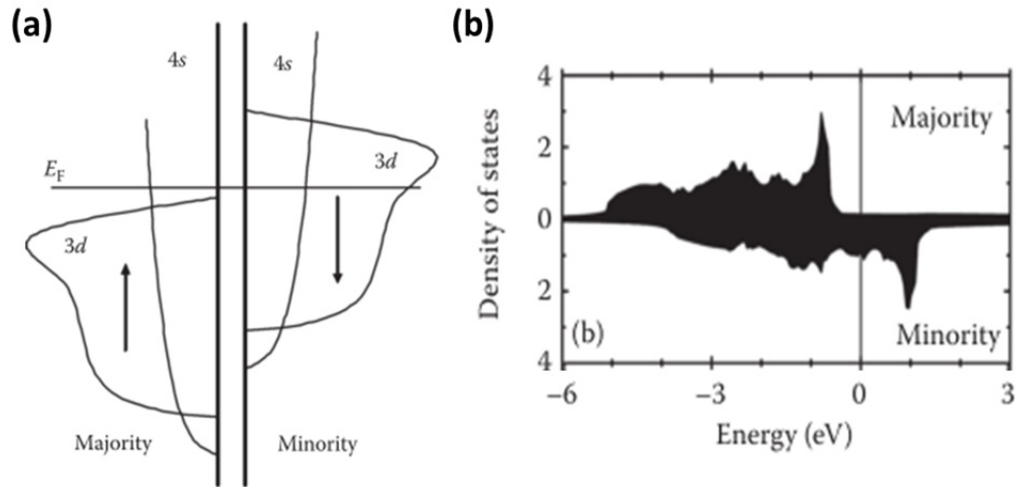 (a)
4s
4s
3d
E_F
3d
Majority
Minority
(b)
4
2
0
2
4
Density of states
Majority
Minority
(b)
−6
−3
0
3
Energy (eV)